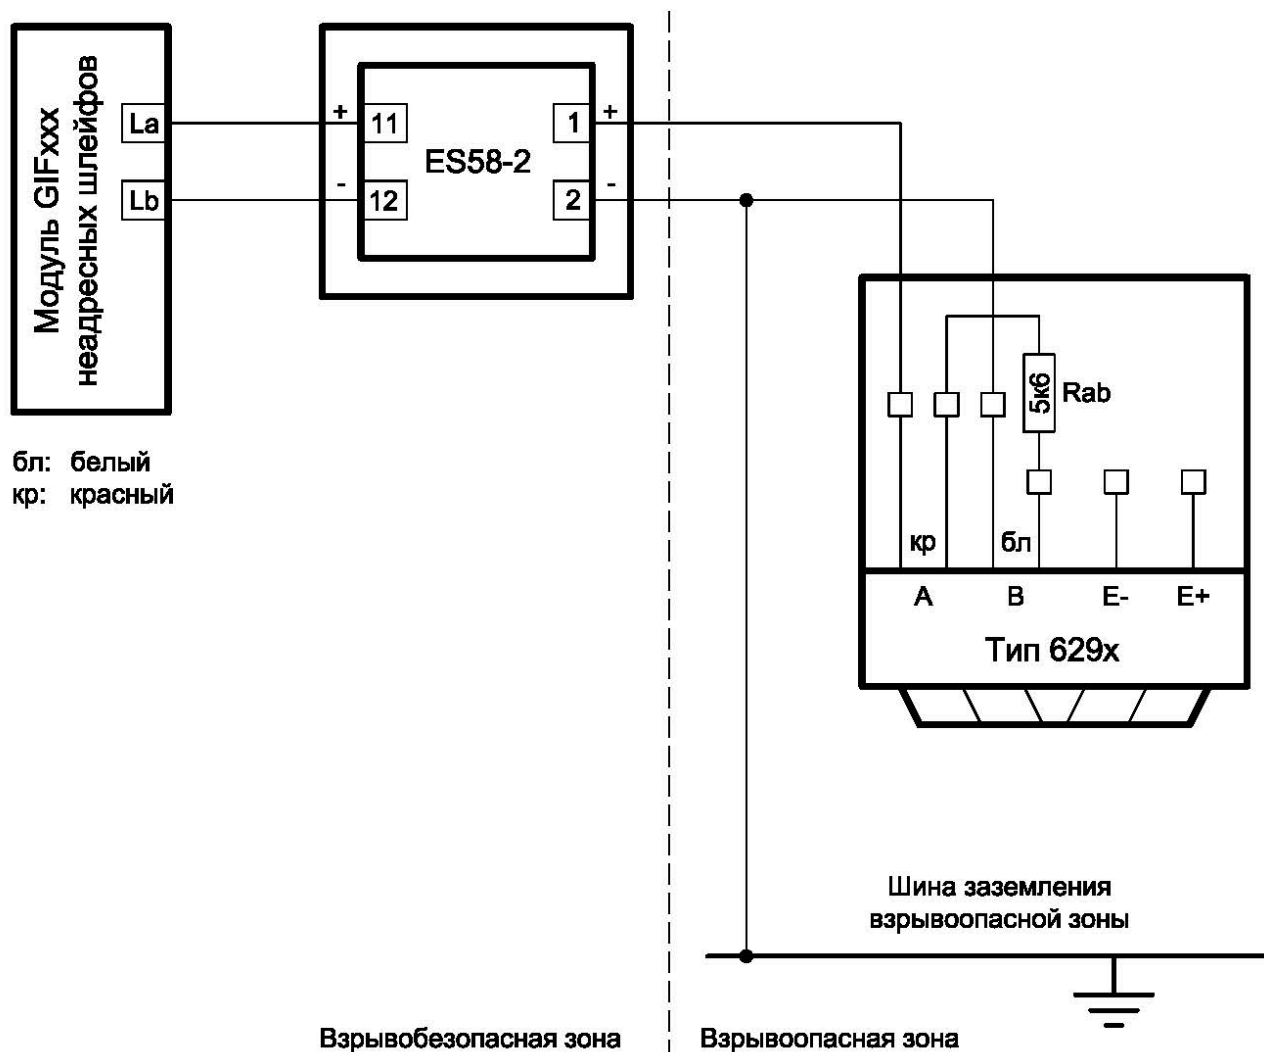 Модуль GIFxxx
неадресных шлейфов
La
Lb
+
-
11
12
ES58-2
1
2
+
-
бл: белый
кр: красный
5к6
Rab
кр
бл
A
B
E-
E+
Тип 629x
Шина заземления
взрывоопасной зоны
Взрывобезопасная зона
Взрывоопасная зона